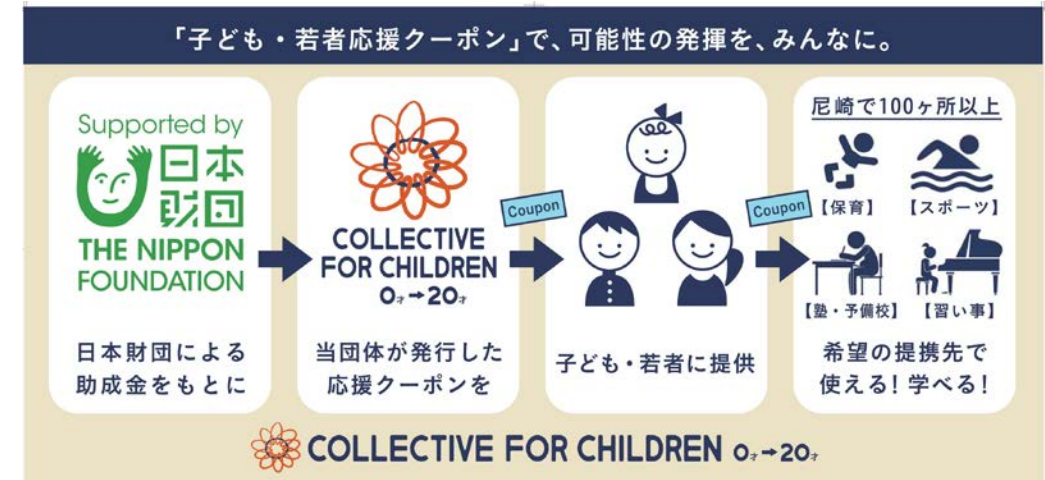 「子ども・若者応援クーポン」で、可能性の発揮を、みんなに。
Supported by
日本
財団
THE NIPPON
FOUNDATION
日本財団による
助成金をもとに
COLLECTIVE
FOR CHILDREN
0才→20才
当団体が発行した
応援クーポンを
Coupon
子ども・若者に提供
Coupon
尼崎で100ヶ所以上
【保育】
【スポーツ】
【塾・予備校】
【習い事】
希望の提携先で
使える！学べる！
COLLECTIVE FOR CHILDREN 0才→20才